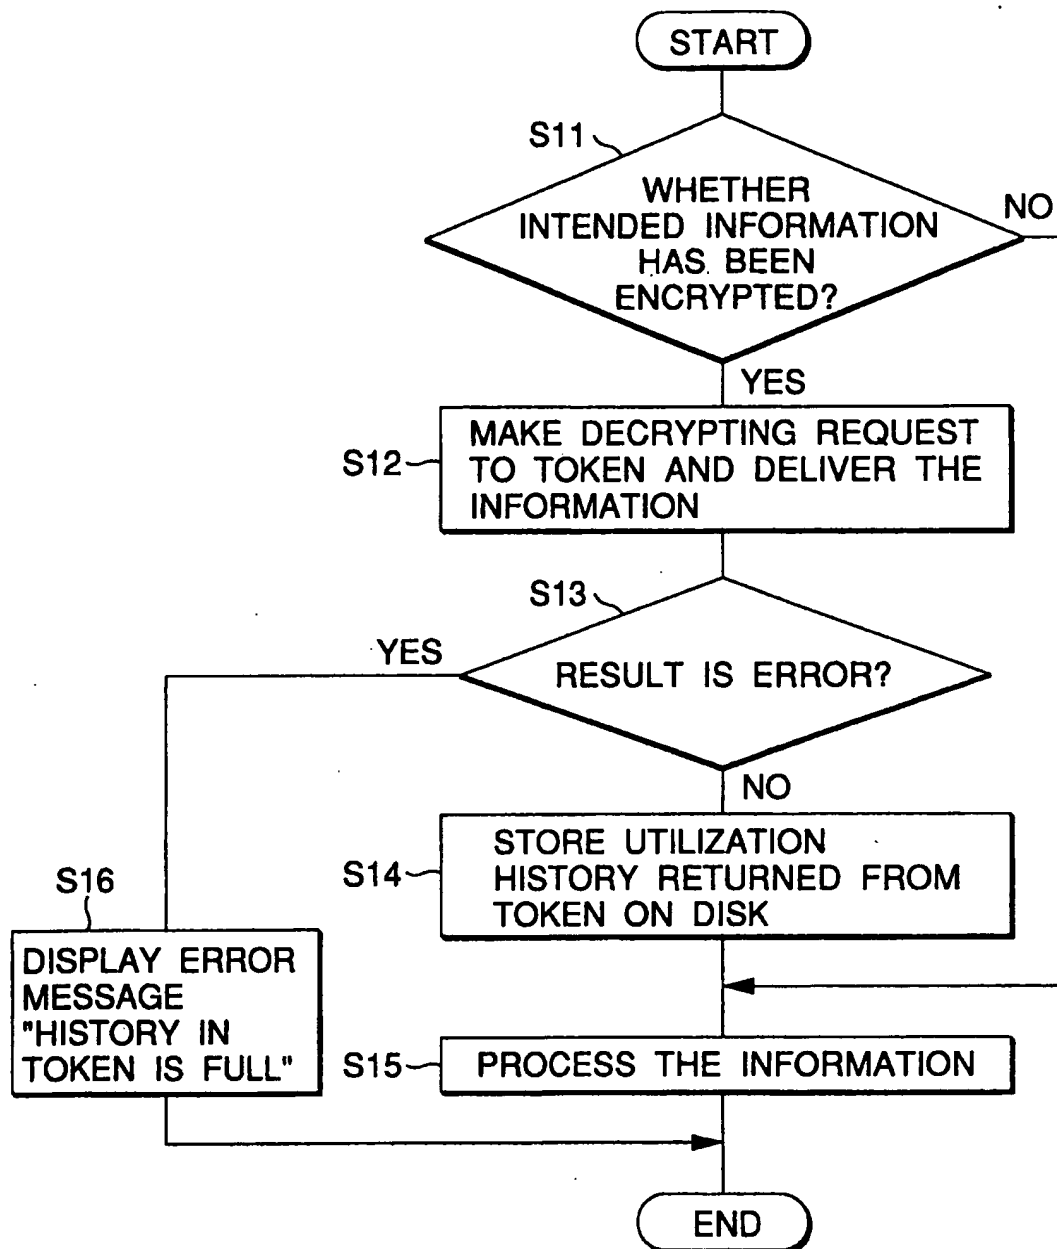 START
S11
WHETHER
INTENDED INFORMATION
HAS BEEN
ENCRYPTED?
NO
YES
S12
MAKE DECRYPTING REQUEST
TO TOKEN AND DELIVER THE
INFORMATION
S13
YES
RESULT IS ERROR?
NO
S14
STORE UTILIZATION
HISTORY RETURNED FROM
TOKEN ON DISK
S16
DISPLAY ERROR
MESSAGE
"HISTORY IN
TOKEN IS FULL"
S15
PROCESS THE INFORMATION
END